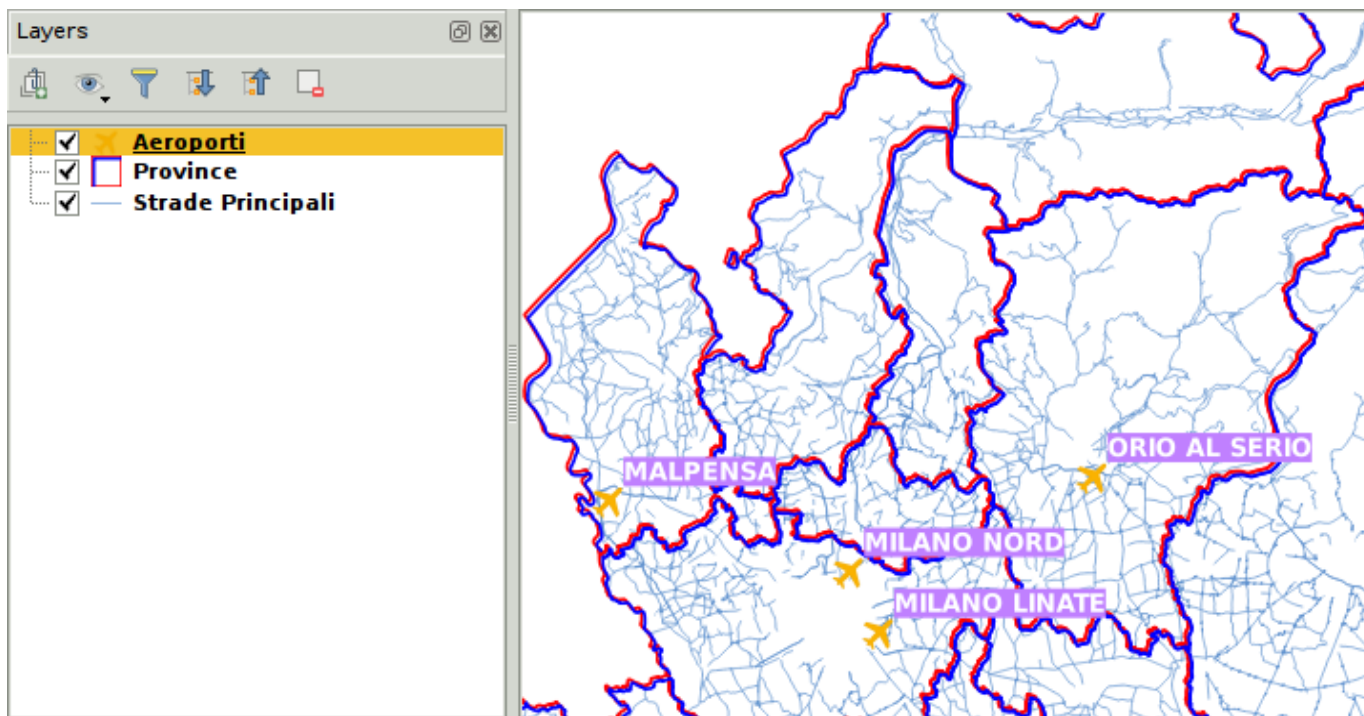 Layers
Aeroporti
Province
Strade Principali
ORIO AL SERIO
MALPENSA
MILANO NORD
MILANO LINATE